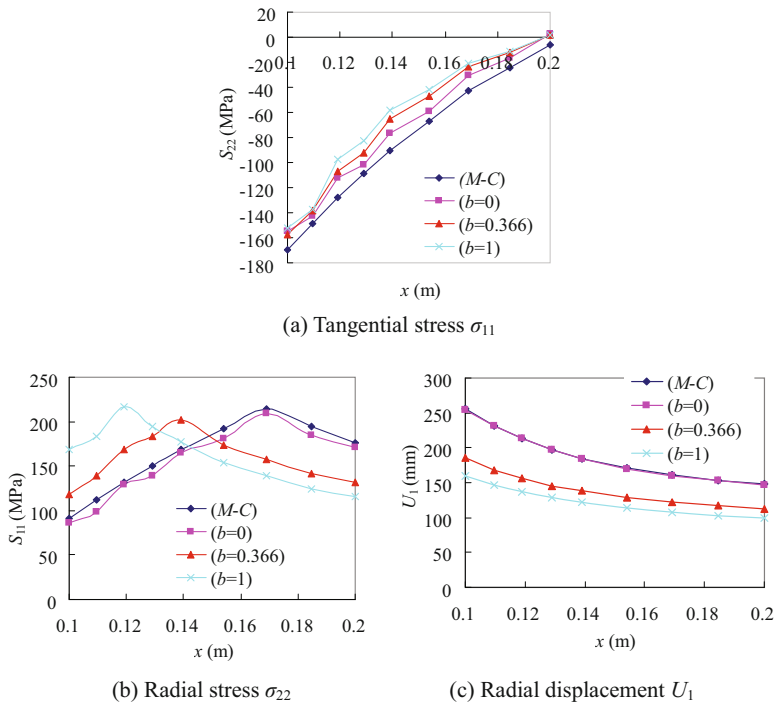 20
0
-20
-40
-60
-80
-100
-120
-140
-160
-180
0.1 0.12 0.14 0.16 0.18 0.2
S22 (MPa)
(M-C)
(b=0)
(b=0.366)
(b=1)
x (m)
(a) Tangential stress σ11
250
200
150
100
50
0
0.1 0.12 0.14 0.16 0.18 0.2
S11 (MPa)
(M-C)
(b=0)
(b=0.366)
(b=1)
x (m)
(b) Radial stress σ22
300
250
200
150
100
50
0
0.1 0.12 0.14 0.16 0.18 0.2
U1 (mm)
(M-C)
(b=0)
(b=0.366)
(b=1)
x (m)
(c) Radial displacement U1